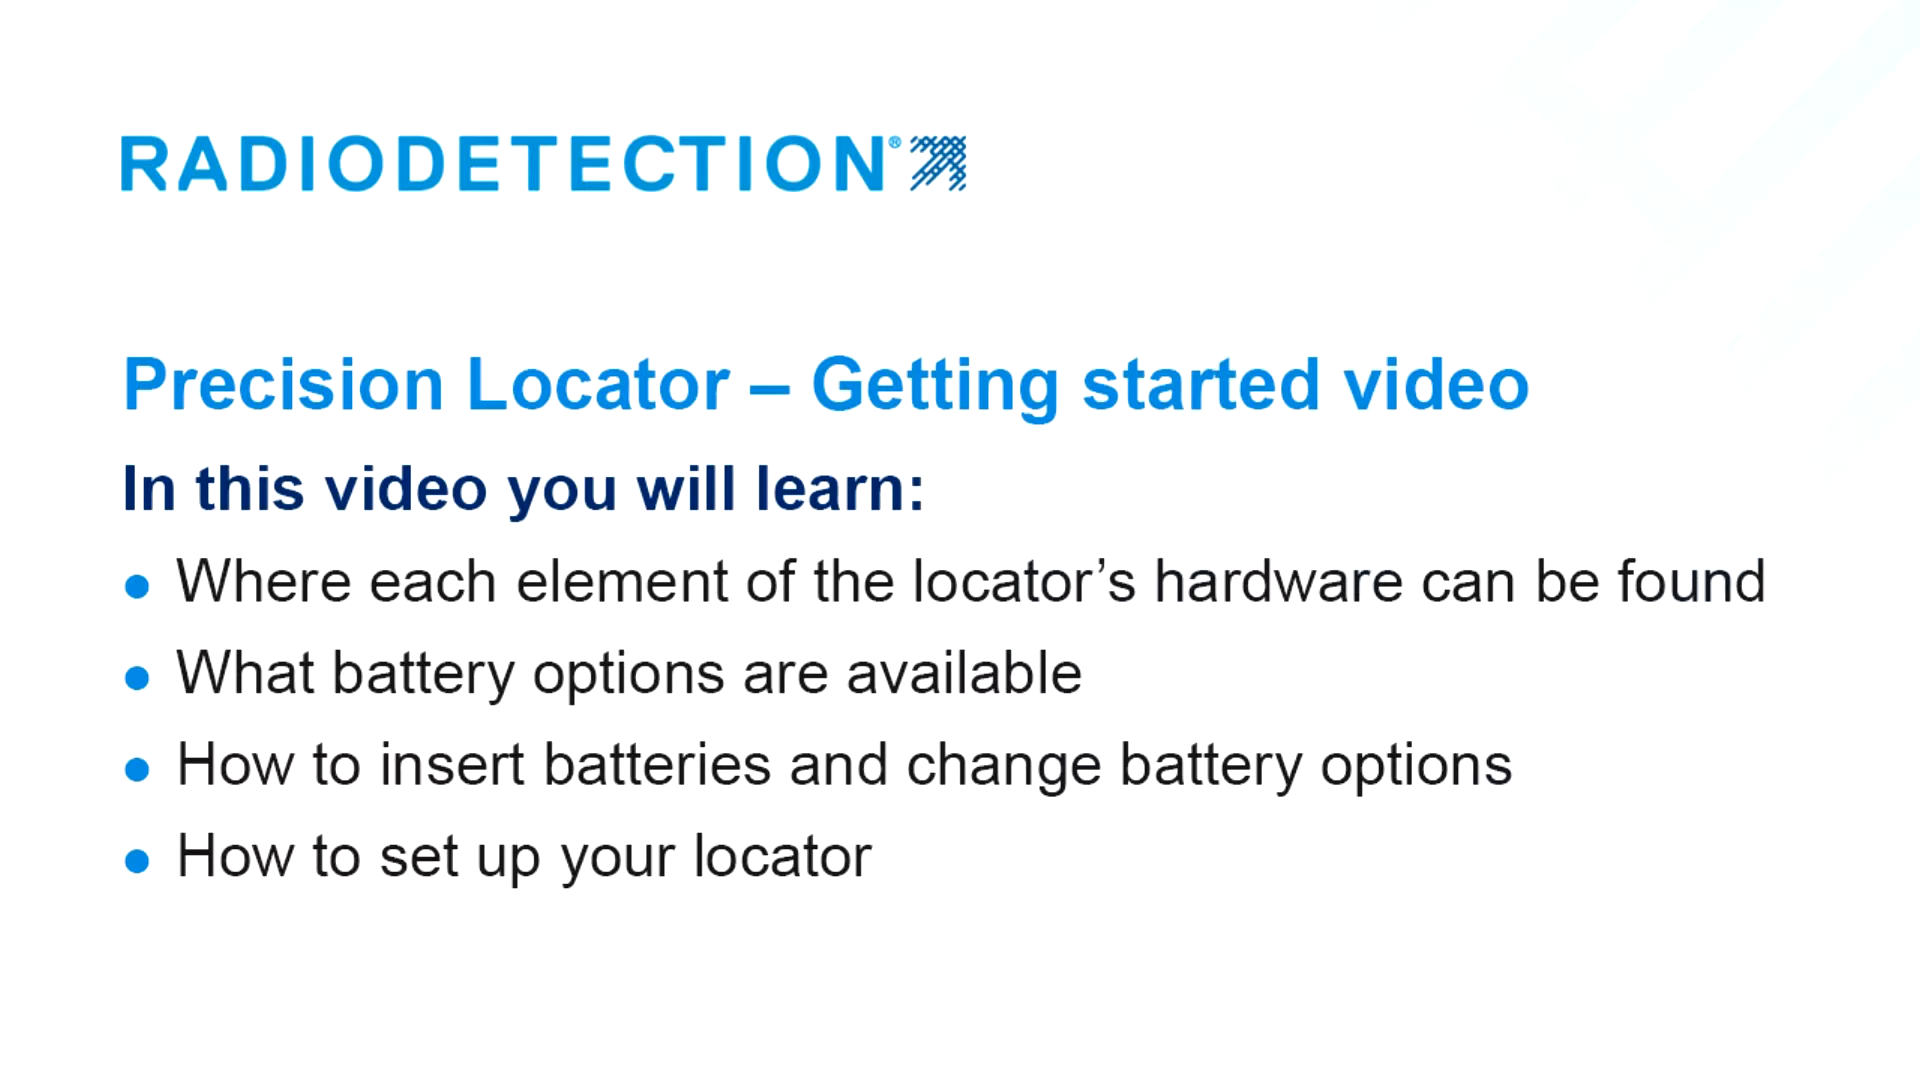 RADIODETECTION®
Precision Locator – Getting started video
In this video you will learn:
● Where each element of the locator’s hardware can be found
● What battery options are available
● How to insert batteries and change battery options
● How to set up your locator